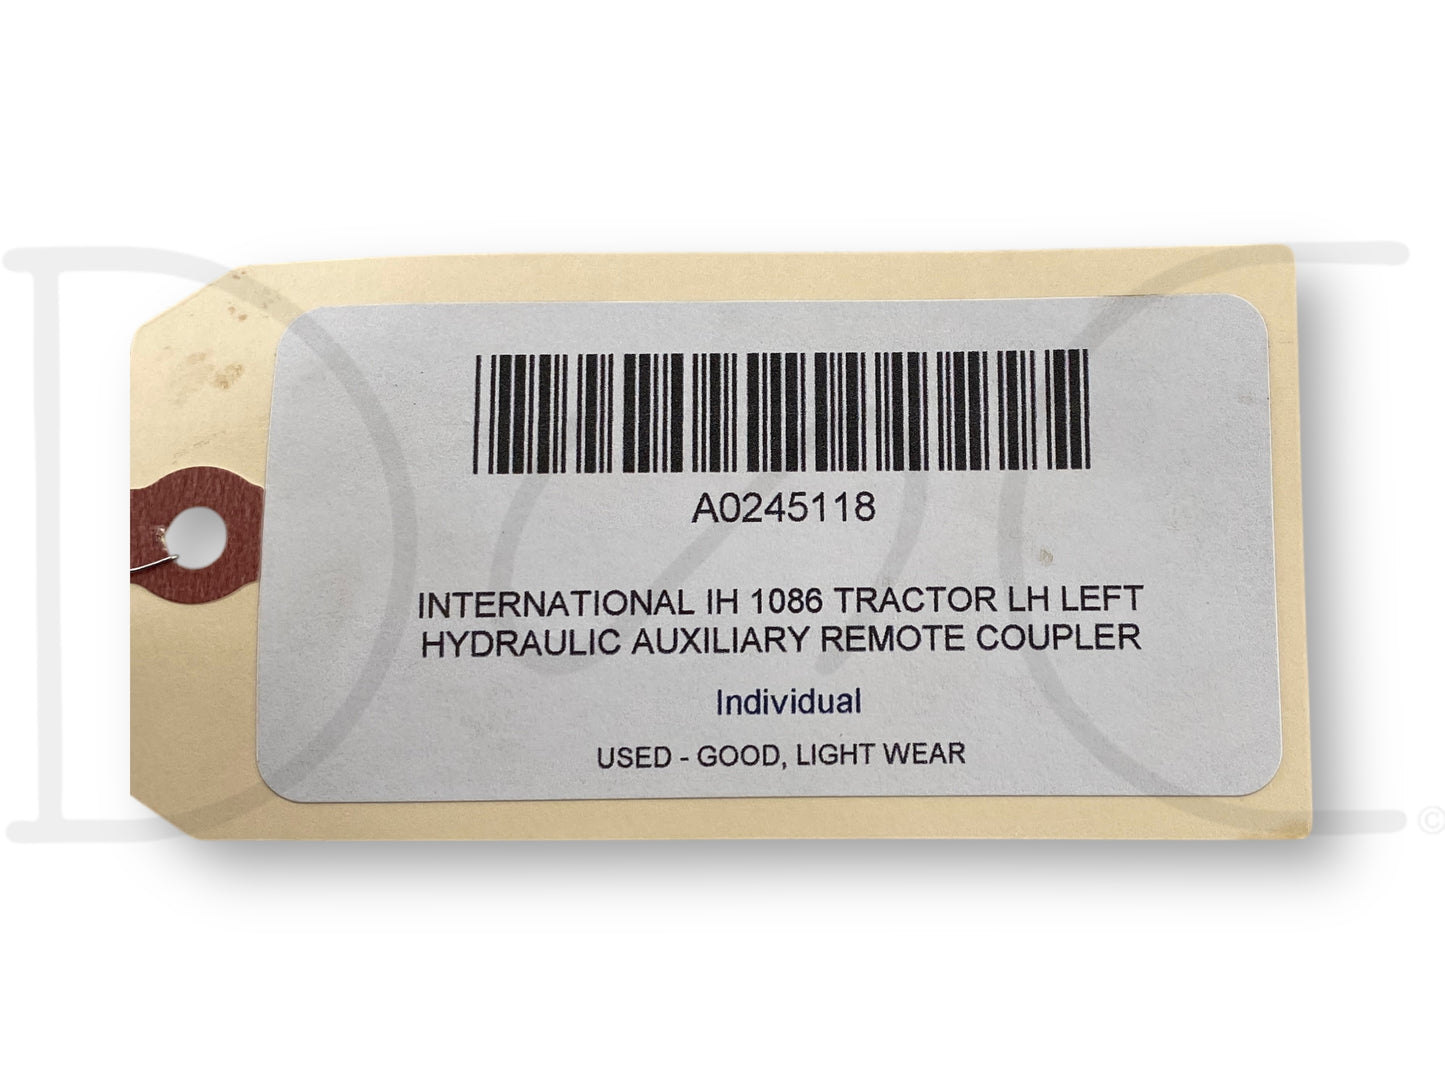 A0245118
INTERNATIONAL IH 1086 TRACTOR LH LEFT
HYDRAULIC AUXILIARY REMOTE COUPLER
Individual
USED - GOOD, LIGHT WEAR
©